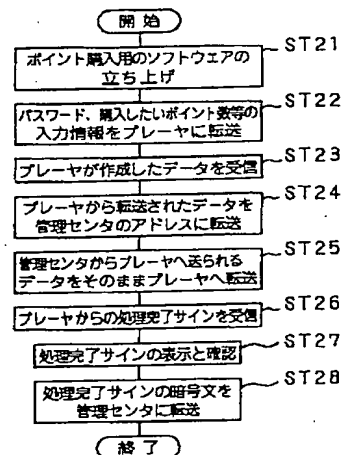 開始
ポイント購入用のソフトウェアの
立ち上げ
ST21
パスワード、購入したいポイント数等の
入力情報をプレーヤに転送
ST22
プレーヤが作成したデータを受信
ST23
プレーヤから転送されたデータを
管理センタのアドレスに転送
ST24
管理センタからプレーヤへ送られる
データをそのままプレーヤへ転送
ST25
プレーヤからの処理完了サインを受信
ST26
処理完了サインの表示と確認
ST27
処理完了サインの暗号文を
管理センタに転送
ST28
終了